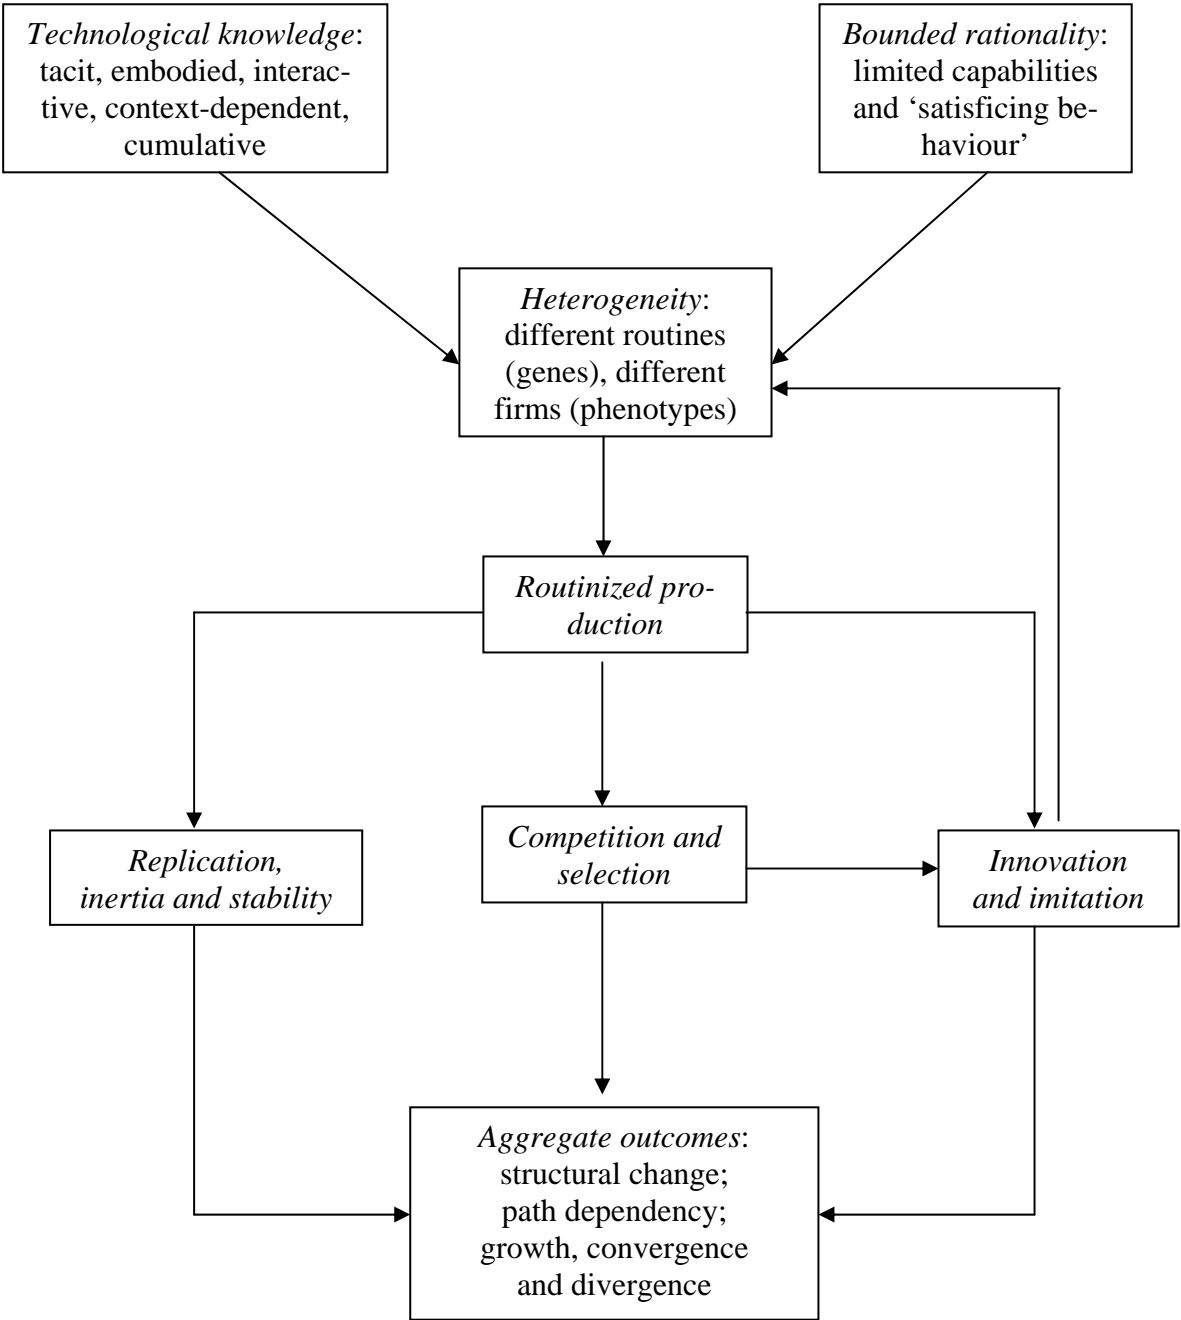 Technological knowledge:
tacit, embodied, interac-
tive, context-dependent,
cumulative
Bounded rationality:
limited capabilities
and ‘satisficing be-
haviour’
Heterogeneity:
different routines
(genes), different
firms (phenotypes)
Routinized pro-
duction
Replication,
inertia and stability
Competition and
selection
Innovation
and imitation
Aggregate outcomes:
structural change;
path dependency;
growth, convergence
and divergence